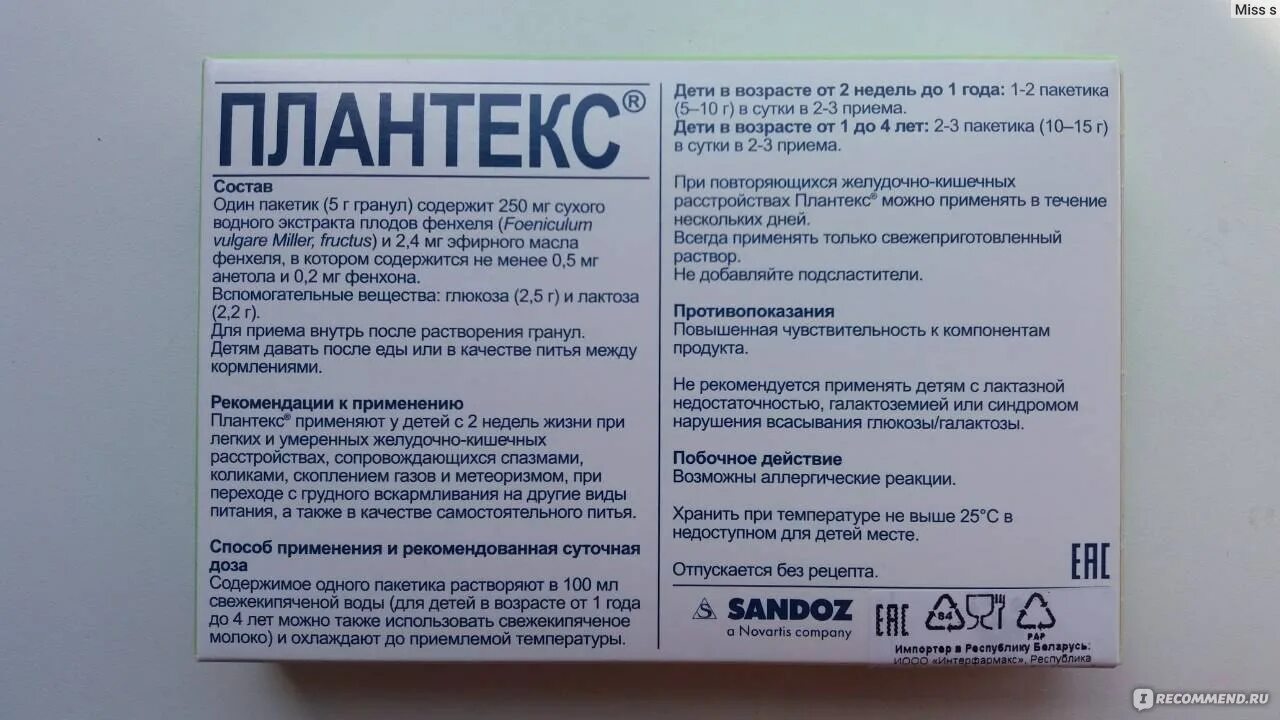 Miss s
ПЛАНТЕКС®
Состав
Один пакетик (5 г гранул) содержит 250 мг сухого
водного экстракта плодов фенхеля (Foeniculum
vulgare Miller, fructus) и 2,4 мг эфирного масла
фенхеля, в котором содержится не менее 0,5 мг
анетола и 0,2 мг фенхона.
Вспомогательные вещества: глюкоза (2,5 г) и лактоза
(2,2 г).
Для приема внутрь после растворения гранул.
Детям давать после еды или в качестве питья между
кормлениями.
Рекомендации к применению
Плантекс® применяют у детей с 2 недель жизни при
легких и умеренных желудочно-кишечных
расстройствах, сопровождающихся спазмами,
коликами, скоплением газов и метеоризмом, при
переходе с грудного вскармливания на другие виды
питания, а также в качестве самостоятельного питья.
Способ применения и рекомендованная суточная
доза
Содержимое одного пакетика растворяют в 100 мл
свежекипяченой воды (для детей в возрасте от 1 года
до 4 лет можно также использовать свежекипяченое
молоко) и охлаждают до приемлемой температуры.
Дети в возрасте от 2 недель до 1 года: 1-2 пакетика
(5–10 г) в сутки в 2-3 приема.
Дети в возрасте от 1 до 4 лет: 2-3 пакетика (10–15 г)
в сутки в 2-3 приема.
При повторяющихся желудочно-кишечных
расстройствах Плантекс® можно применять в течение
нескольких дней.
Всегда применять только свежеприготовленный
раствор.
Не добавляйте подсластители.
Противопоказания
Повышенная чувствительность к компонентам
продукта.
Не рекомендуется применять детям с лактазной
недостаточностью, галактоземией или синдромом
нарушения всасывания глюкозы/галактозы.
Побочное действие
Возможны аллергические реакции.
Хранить при температуре не выше 25°C в
недоступном для детей месте.
Отпускается без рецепта.
EAC
SANDOZ
a Novartis company
EAC
84
PAP
Импортер в Республику Беларусь:
ИООО «Интерфармакс», Республика
IRECOMMEND.RU